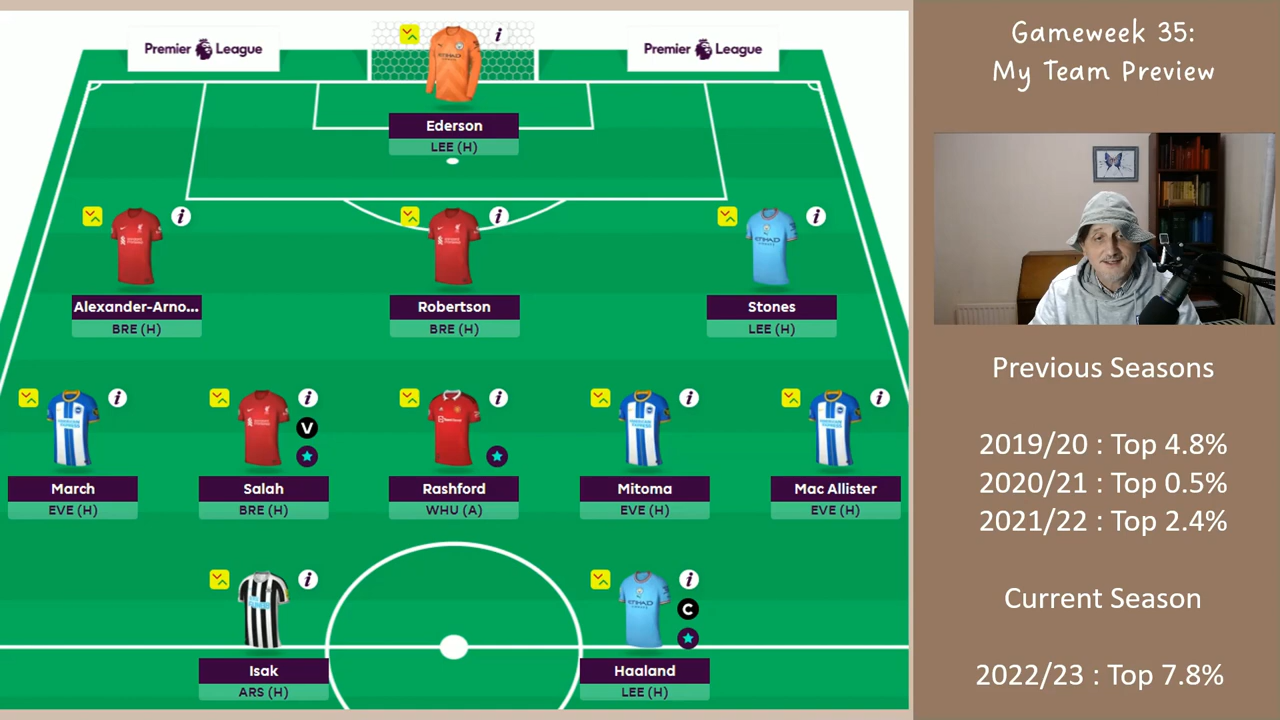 Premier League
Premier League
Ederson
LEE (H)
Alexander-Arno...
BRE (H)
Robertson
BRE (H)
ETIHAD
Stones
LEE (H)
March
EVE (H)
V
Salah
BRE (H)
Rashford
WHU (A)
Mitoma
EVE (H)
Mac Allister
EVE (H)
Isak
ARS (H)
C
Haaland
LEE (H)
Gameweek 35:
My Team Preview
Previous Seasons
2019/20 : Top 4.8%
2020/21 : Top 0.5%
2021/22 : Top 2.4%
Current Season
2022/23 : Top 7.8%